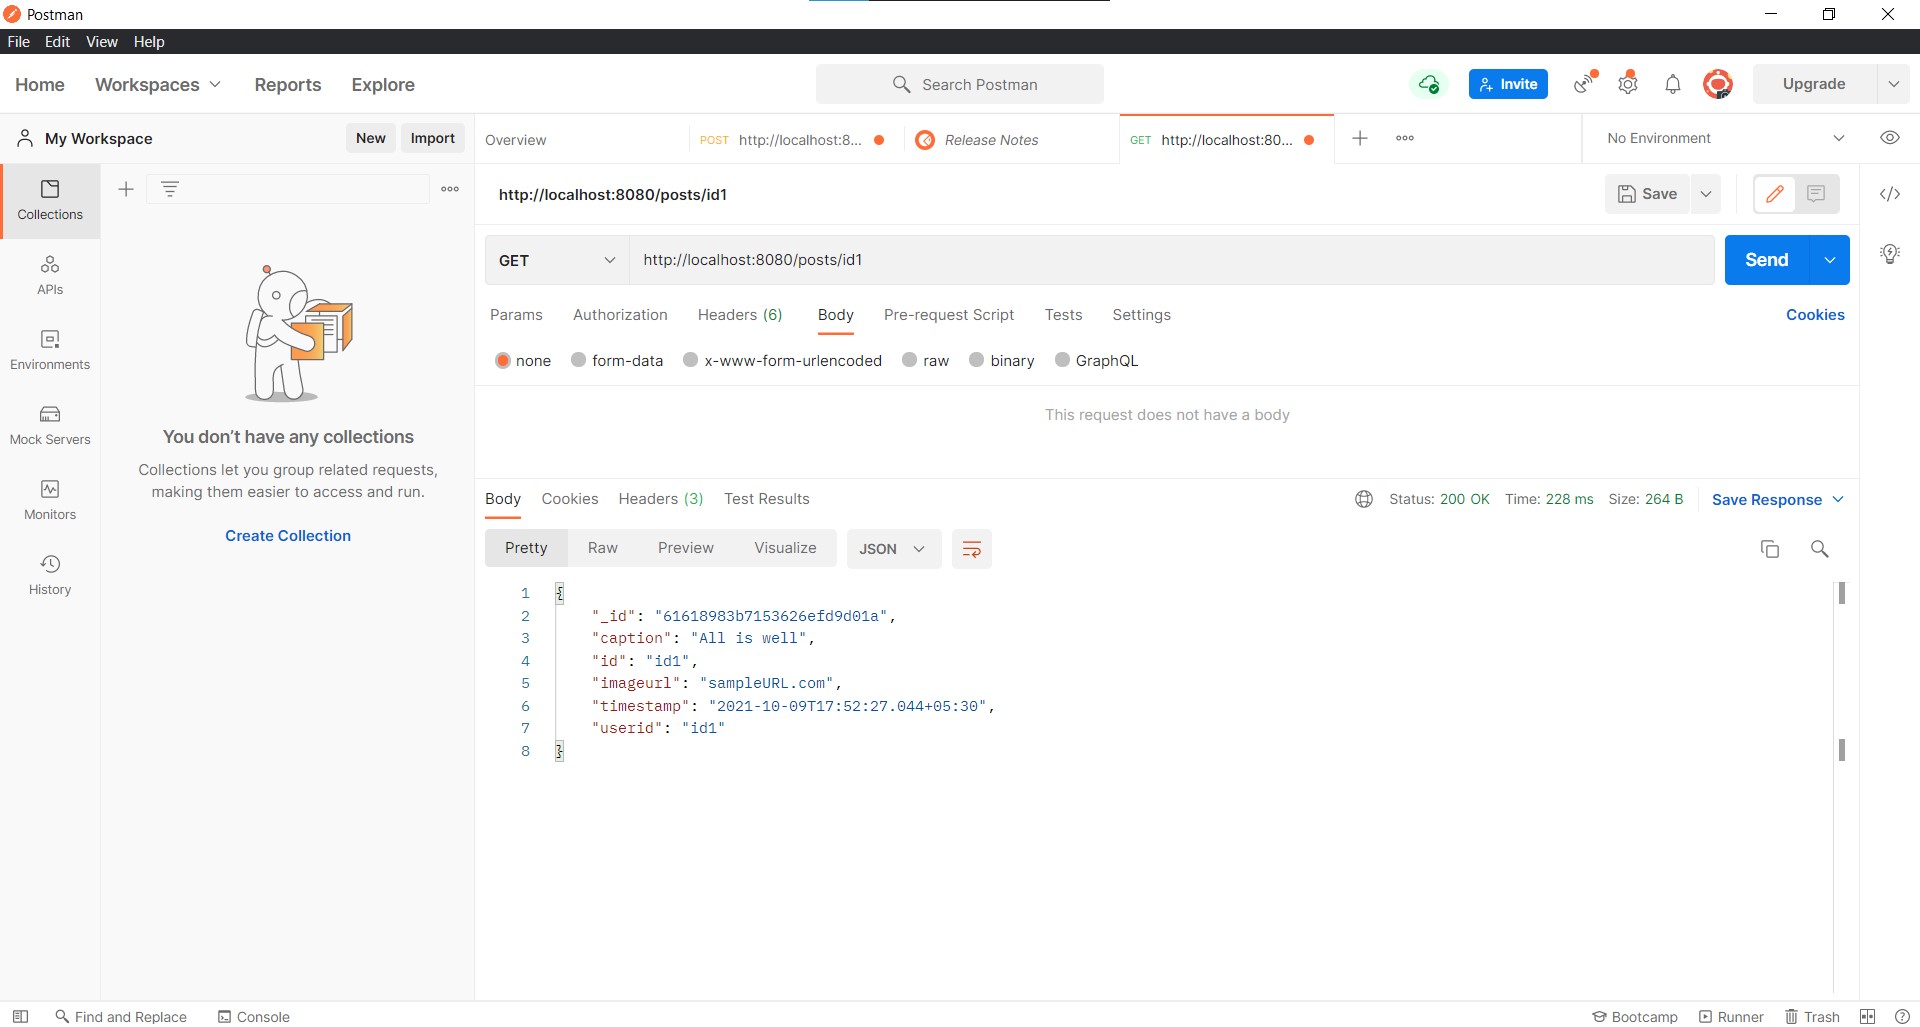 Postman
File Edit View Help
Home Workspaces Reports Explore Search Postman Invite Upgrade
My Workspace New Import Overview POST http://localhost:8... Release Notes GET http://localhost:80... No Environment
Collections
http://localhost:8080/posts/id1 Save
GET http://localhost:8080/posts/id1 Send
APIs
Params Authorization Headers (6) Body Pre-request Script Tests Settings Cookies
Environments
none form-data x-www-form-urlencoded raw binary GraphQL
This request does not have a body
Mock Servers
You don't have any collections
Collections let you group related requests,
making them easier to access and run.
Create Collection
Monitors
History
Body Cookies Headers (3) Test Results Status: 200 OK Time: 228 ms Size: 264 B Save Response
Pretty Raw Preview Visualize JSON
1 {
2 "_id": "61618983b7153626efd9d01a",
3 "caption": "All is well",
4 "id": "id1",
5 "imageurl": "sampleURL.com",
6 "timestamp": "2021-10-09T17:52:27.044+05:30",
7 "userid": "id1"
8 }
Find and Replace Console Bootcamp Runner Trash